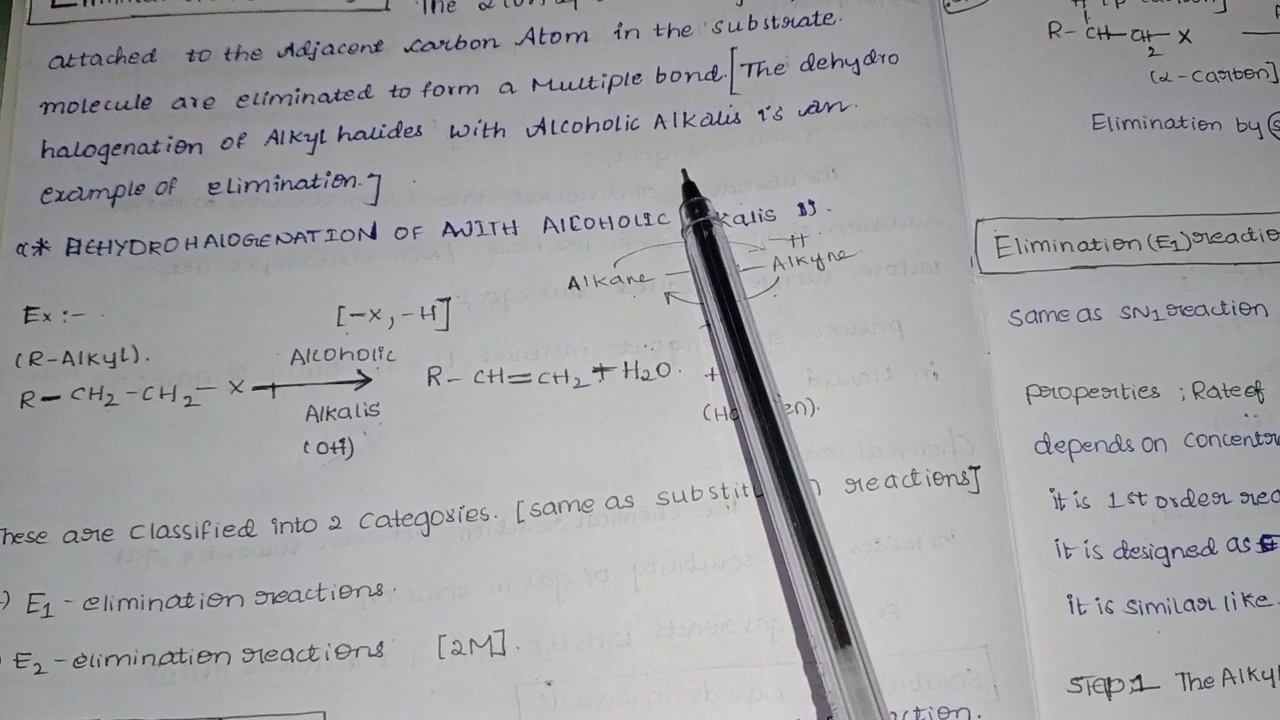 The
attached to the Adjacent carbon Atom in the substrate.
molecule are eliminated to form a Multiple bond. [The dehydro
halogenation of Alkyl halides with Alcoholic Alkalis is an.
example of elimination.]
DEHYDROHALOGENATION OF WITH AlCOHOLIC kalis
-H
Alkane Alkyne
Ex :-
[-X, -H]
(R-Alkyl).
Alcoholic
R-CH2-CH2-X + → R-CH=CH2 + H2O. +
Alkalis
(OH)
These are classified into 2 categories. [same as substit n reactions]
E1 - elimination reactions.
E2 - elimination reactions [2M].
ction.
R-CH-CH2-X
(α-carbon]
Elimination by
Elimination (E1) reactio
same as SN1 reaction
properties ; Rate of
depends on concentr
it is 1st order rea
it is designed as
it is similar like
STEP 1 The Alkyl